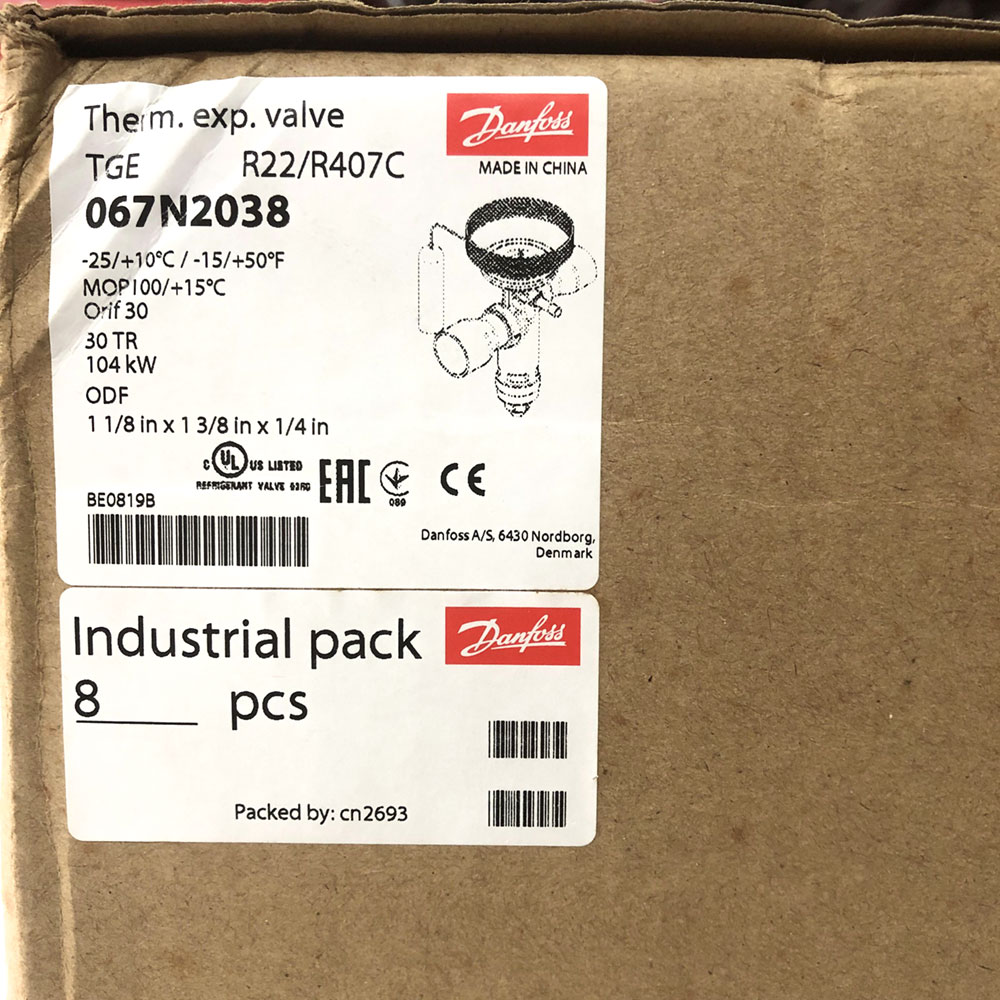 Therm. exp. valve
Danfoss
MADE IN CHINA
TGE R22/R407C
067N2038
-25/+10°C / -15/+50°F
MOP100/+15°C
Orif 30
30 TR
104 kW
ODF
1 1/8 in x 1 3/8 in x 1/4 in
C UL US LISTED
REFRIGERANT VALVE 93RG
EAC
089
CE
BE0819B
Danfoss A/S, 6430 Nordborg,
Denmark
Industrial pack
Danfoss
8 pcs
Packed by: cn2693